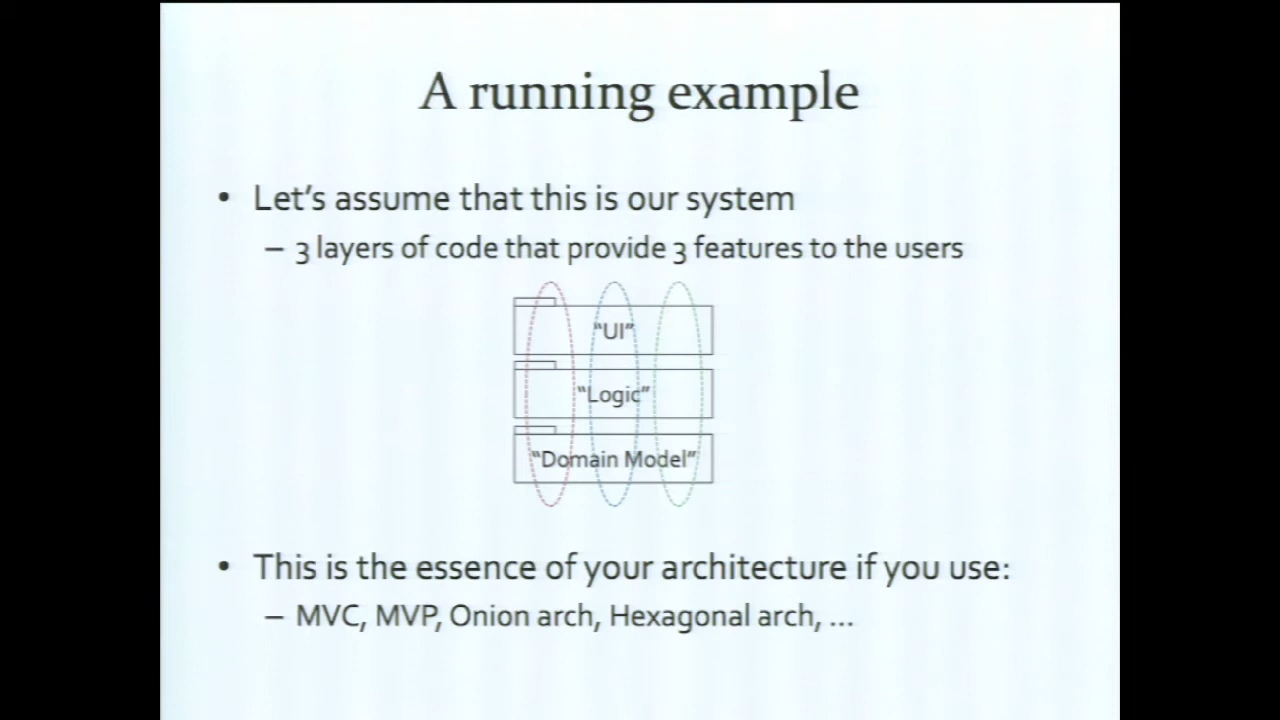 A running example
• Let's assume that this is our system
– 3 layers of code that provide 3 features to the users
"UI"
"Logic"
"Domain Model"
• This is the essence of your architecture if you use:
– MVC, MVP, Onion arch, Hexagonal arch, ...